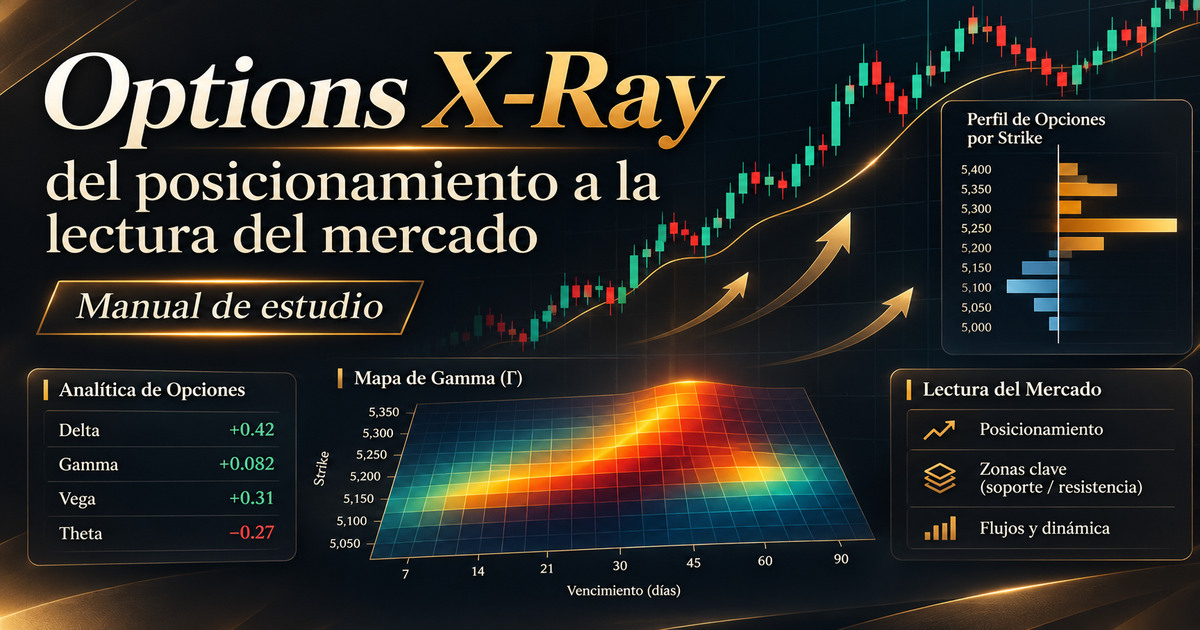 Options X-Ray
del posicionamiento a la
lectura del mercado
Manual de estudio
Perfil de Opciones
por Strike
5,400
5,350
5,300
5,250
5,200
5,150
5,100
5,050
5,000
Analítica de Opciones
Delta +0.42
Gamma +0.082
Vega +0.31
Theta −0.27
Mapa de Gamma (Γ)
Strike
5,350
5,300
5,250
5,200
5,150
5,100
5,050
7 14 21 30 45 60 90
Vencimiento (días)
Lectura del Mercado
Posicionamiento
Zonas clave
(soporte / resistencia)
Flujos y dinámica